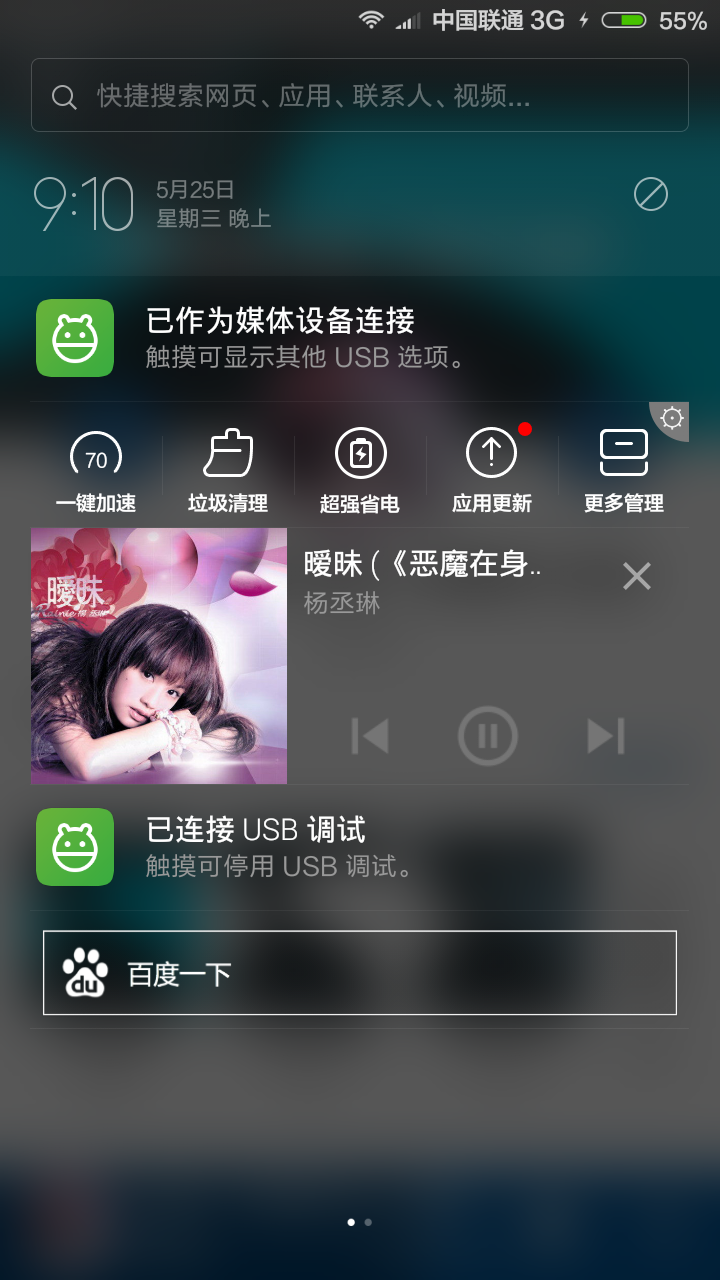 中国联通 3G 55%
快捷搜索网页、应用、联系人、视频...
9:10
5月25日
星期三 晚上
已作为媒体设备连接
触摸可显示其他 USB 选项。
70
一键加速 垃圾清理 超强省电 应用更新 更多管理
暧昧
暧昧 (《恶魔在身..
杨丞琳
已连接 USB 调试
触摸可停用 USB 调试。
du 百度一下